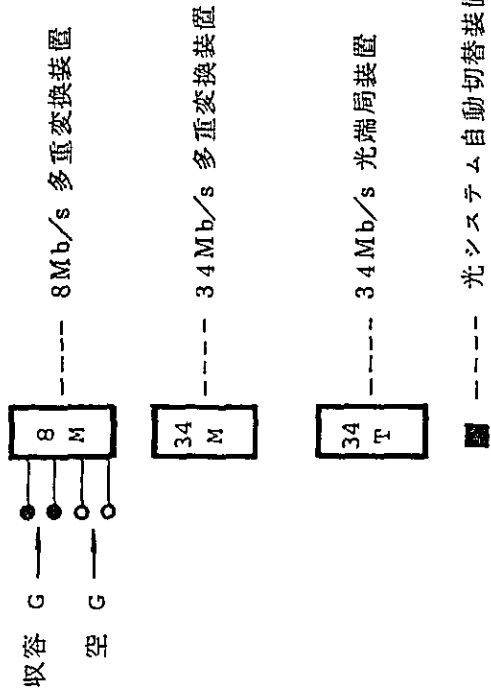 収容 G
空 G
8
M
---- 8Mb/s 多重変換装置
34
M
---- 34Mb/s 多重変換装置
34
T
---- 34Mb/s 光端局装置
---- 光システム自動切替装